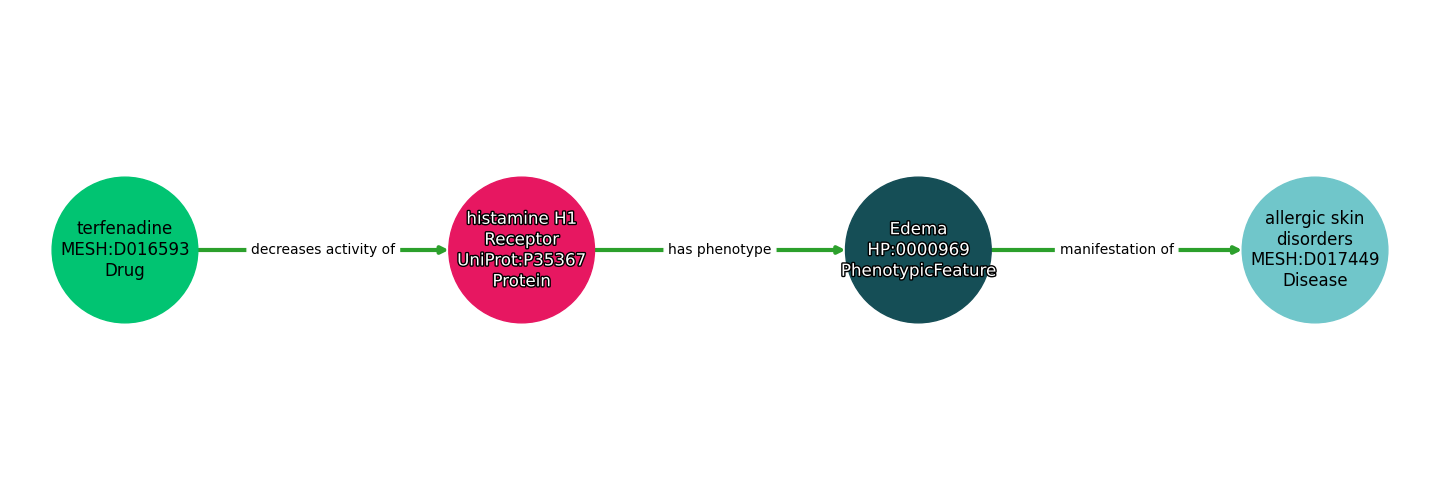 terfenadine
MESH:D016593
Drug
decreases activity of
histamine H1
Receptor
UniProt:P35367
Protein
has phenotype
Edema
HP:0000969
PhenotypicFeature
manifestation of
allergic skin
disorders
MESH:D017449
Disease